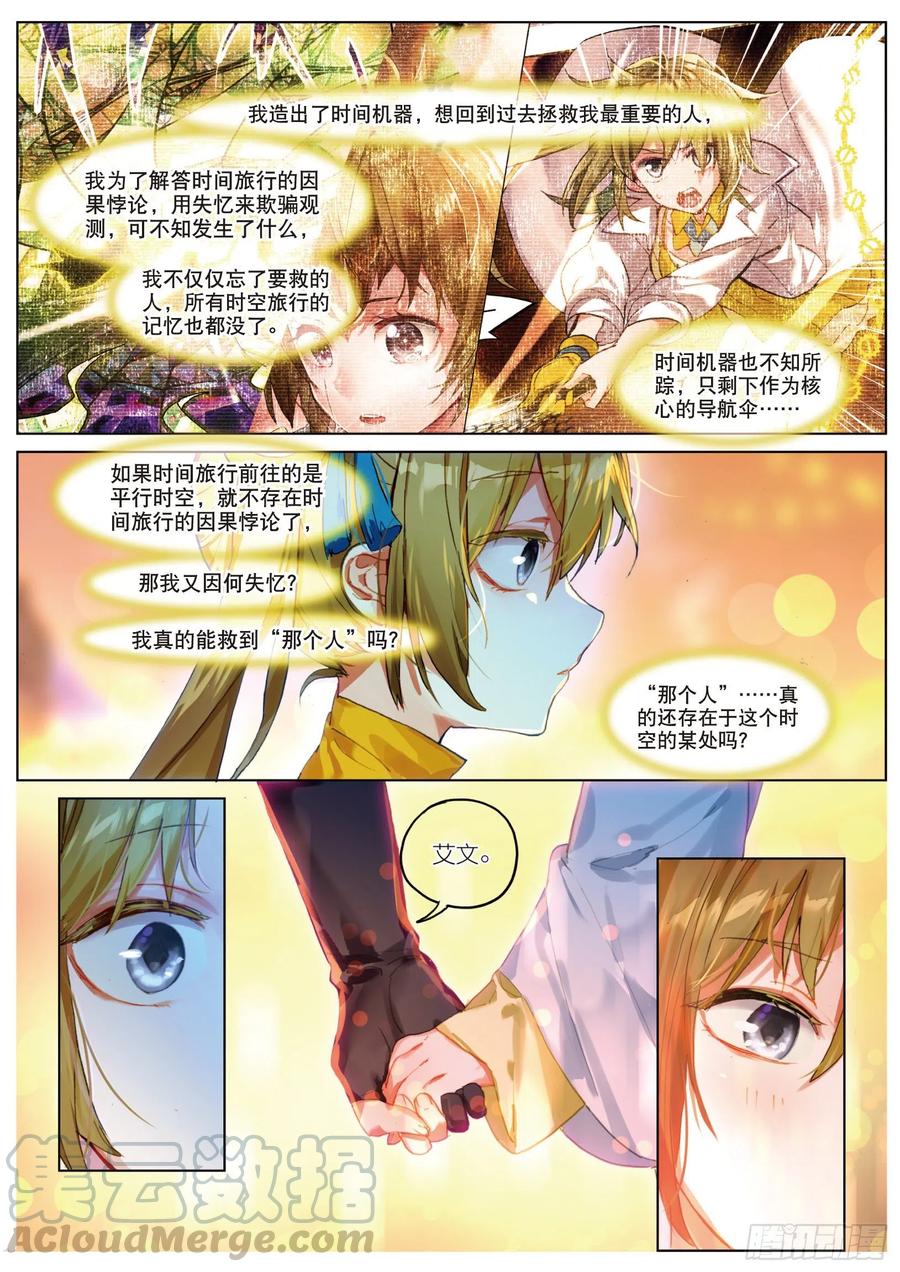 我造出了时间机器，想回到过去拯救我最重要的人，
我为了解答时间旅行的因
果悖论，用失忆来欺骗观
测，可不知发生了什么，
我不仅仅忘了要救的
人，所有时空旅行的
记忆也都没了。
时间机器也不知所
踪，只剩下作为核
心的导航伞……
如果时间旅行前往的是
平行时空，就不存在时
间旅行的因果悖论了，
那我又因何失忆？
我真的能救到“那个人”吗？
“那个人”……真
的还存在于这个时
空的某处吗？
艾文。
集云数据
ACloudMerge.com
腾讯动漫